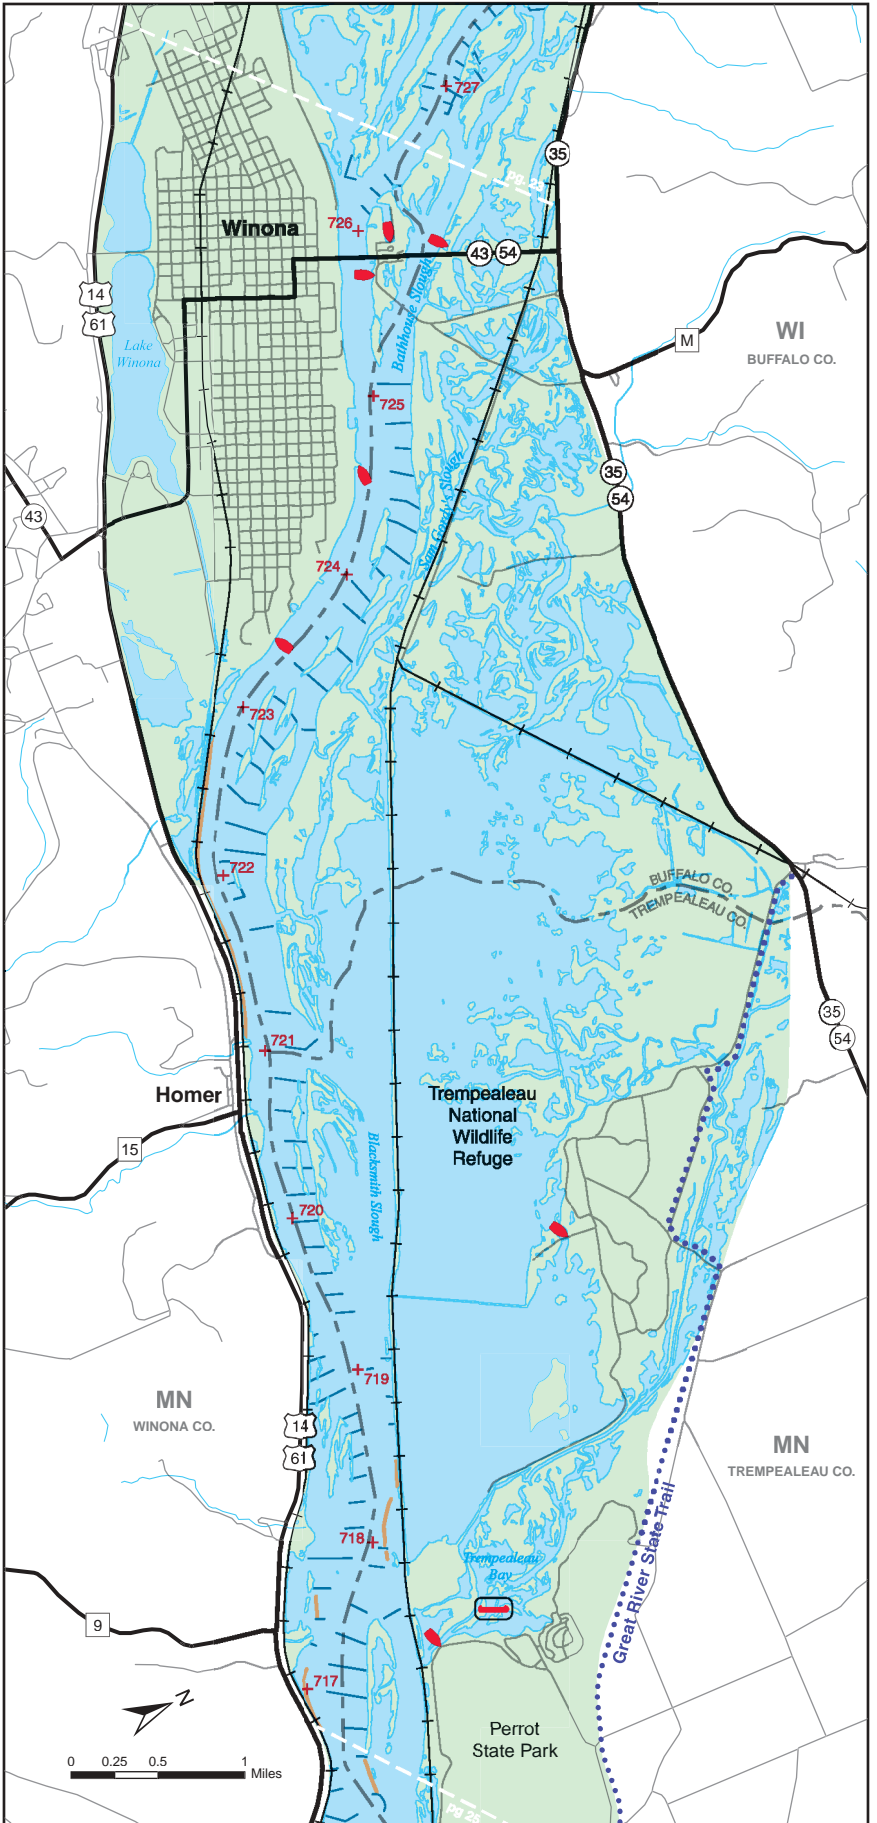 727
35
pg. 23
726
Winona
43 54
14
61
Bathhouse Slough
WI
BUFFALO CO.
M
Lake
Winona
725
35
54
43
Sam Gordy's Slough
724
723
722
BUFFALO CO.
TREMPEALEAU CO.
35
54
721
Homer
Trempealeau
National
Wildlife
Refuge
15
Blacksmith Slough
720
719
MN
WINONA CO.
14
61
MN
TREMPEALEAU CO.
718
Great River State Trail
Trempealeau
Bay
9
717
N
Perrot
State Park
0 0.25 0.5 1
Miles
pg 25